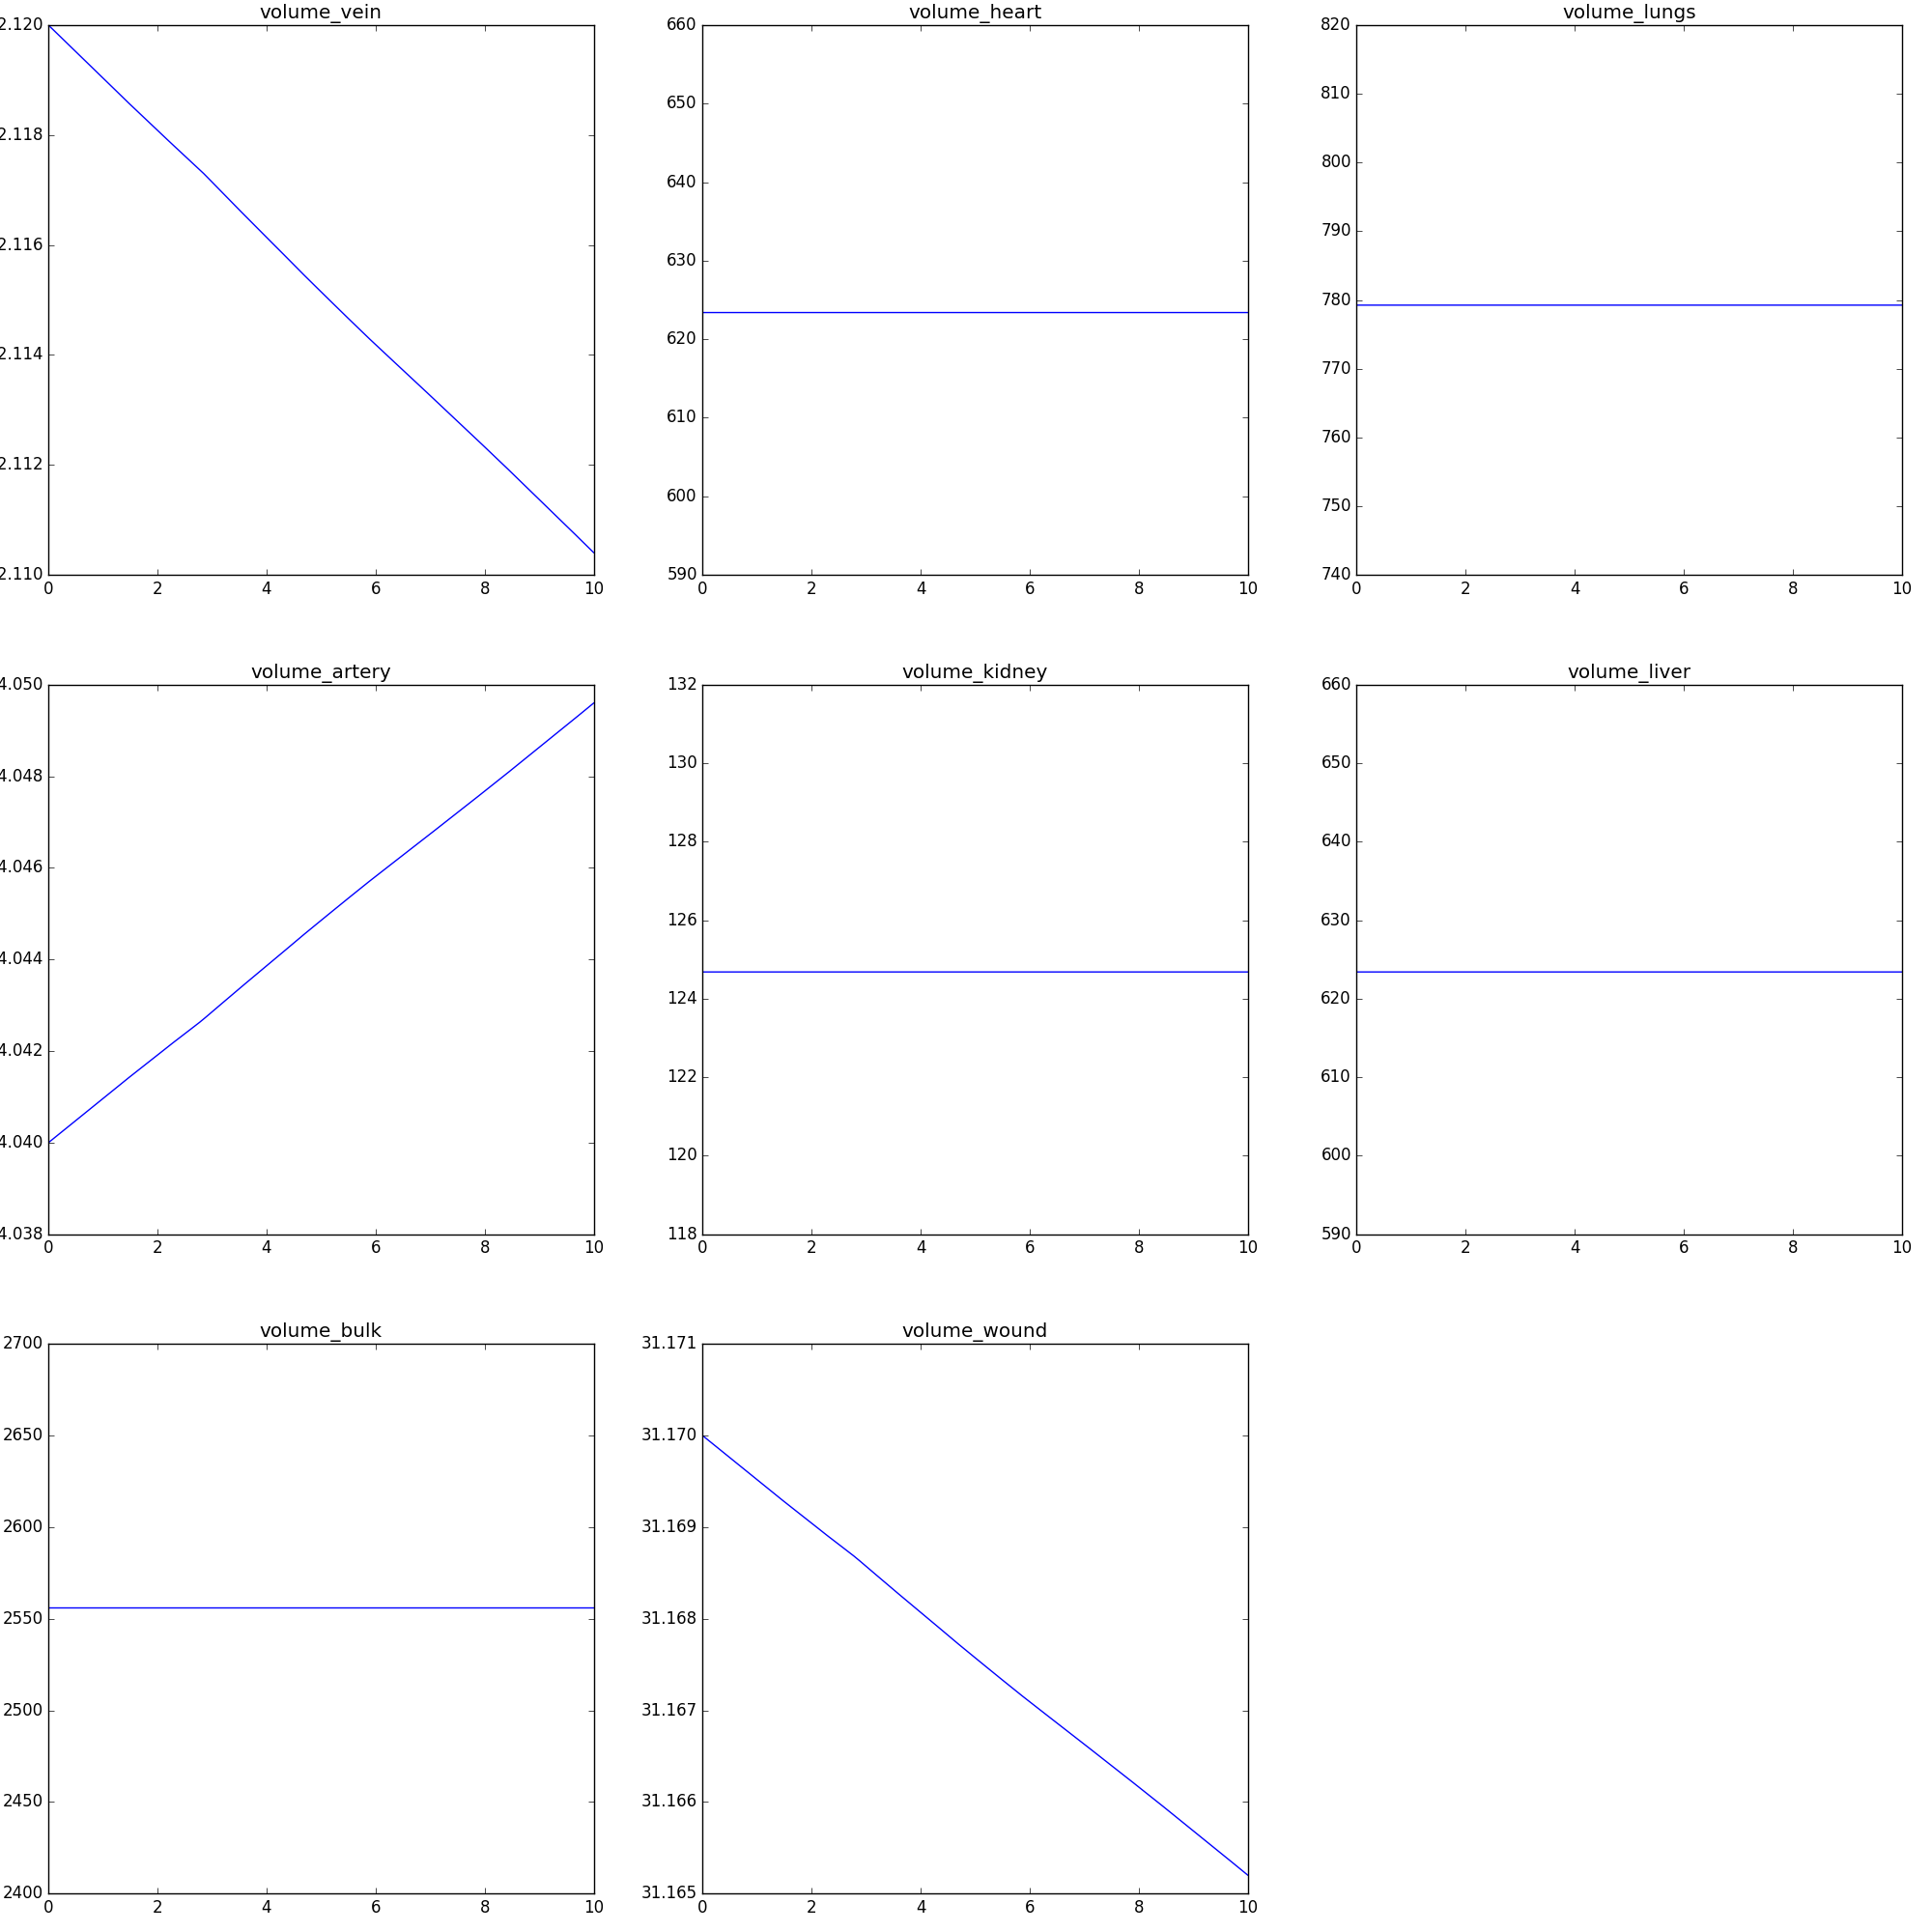 volume_vein volume_heart volume_lungs
2.120 660 820
2.118 650 810
2.116 640 800
2.114 630 790
2.112 620 780
2.110 610 770
600 760
590 750
740
0 2 4 6 8 10 0 2 4 6 8 10 0 2 4 6 8 10
volume_artery volume_kidney volume_liver
4.050 132 660
4.048 130 650
4.046 128 640
4.044 126 630
4.042 124 620
4.040 122 610
4.038 120 600
118 590
0 2 4 6 8 10 0 2 4 6 8 10 0 2 4 6 8 10
volume_bulk volume_wound
2700 31.171
2650 31.170
2600 31.169
2550 31.168
2500 31.167
2450 31.166
2400 31.165
0 2 4 6 8 10 0 2 4 6 8 10